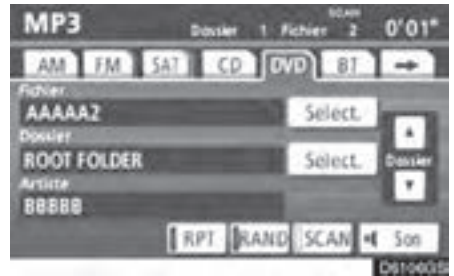 SCAN
MP3 Dossier 1 Fichier 2 0'01"
AM FM SAT CD DVD BT
Fichier
AAAAA2 Select.
Dossier
ROOT FOLDER Select. Dossier
Artiste
BBBBB
RPT RAND SCAN Son